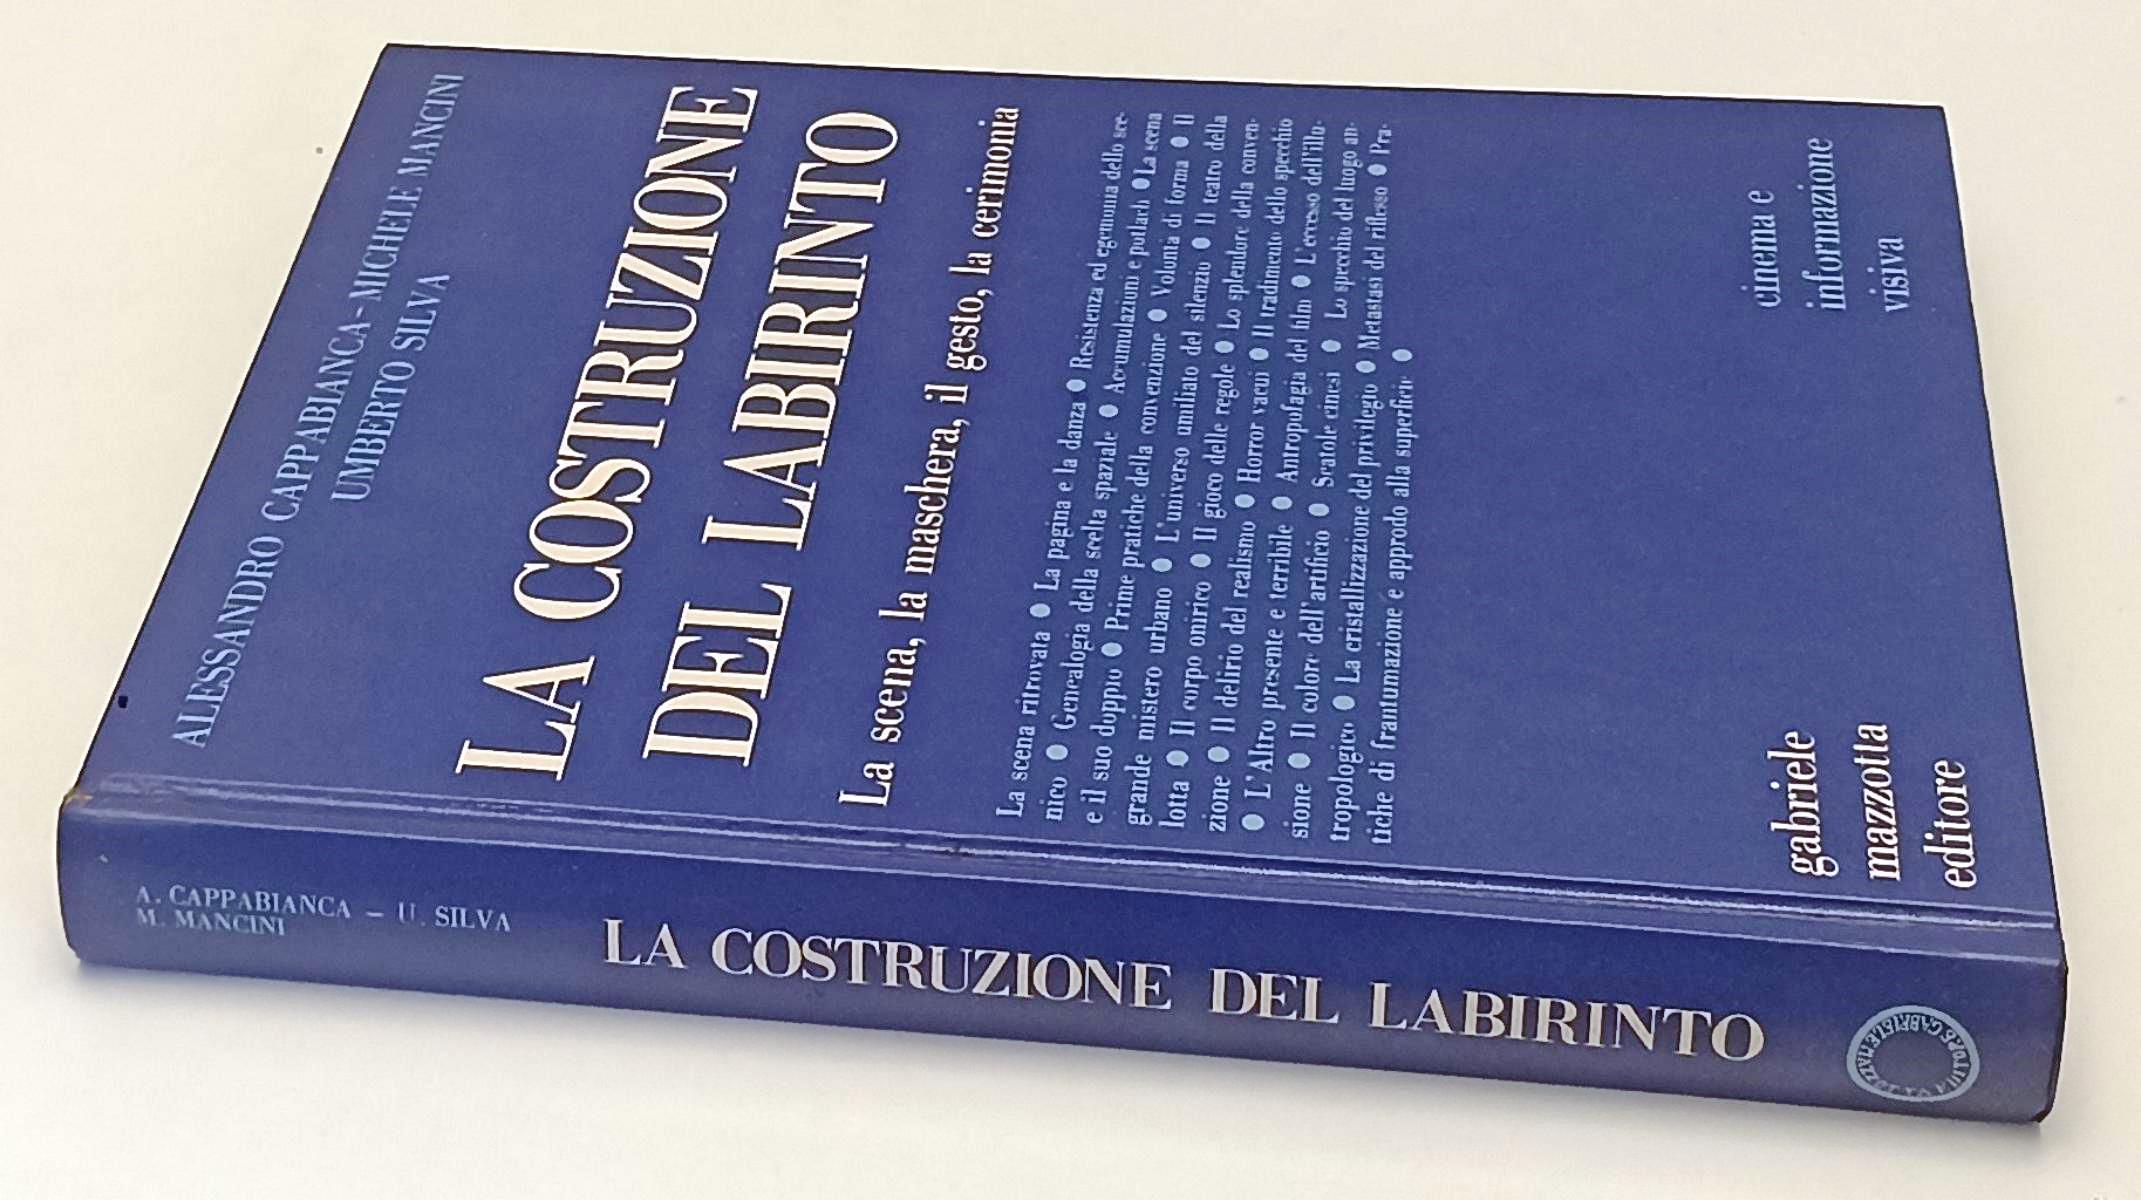 ALESSANDRO CAPPABIANCA - MICHELE MANCINI
UMBERTO SILVA
LA COSTRUZIONE
DEL LABIRINTO
La scena, la maschera, il gesto, la cerimonia
La scena ritrovata ● La pagina e la danza ● Resistenza ed egemonia dello sce-
nico ● Genealogia della scelta spaziale ● Accumulazioni e putlach ● La scena
e il suo doppio ● Prime pratiche della convenzione ● Volontà di forma ● Il
grande mistero urbano ● L'universo umiliato del silenzio ● Il teatro della
lotta ● Il corpo onirico ● Il gioco delle regole ● Lo splendore della conven-
zione ● Il delirio del realismo ● Horror vacui ● Il tradimento dello specchio
● L'Altro presente e terribile ● Antropofagia del film ● L'eccesso dell'illu-
sione ● Il colore dell'artificio ● Scatole cinesi ● Lo specchio del luogo an-
tropologico ● La cristallizzazione del privilegio ● Metastasi del riflesso ● Pra-
tiche di frantumazione e approdo alla superficie ●
cinema e
informazione
visiva
gabriele
mazzotta
editore
A. CAPPABIANCA – U. SILVA
M. MANCINI
LA COSTRUZIONE DEL LABIRINTO
GABRIELE MAZZOTTA EDITORE